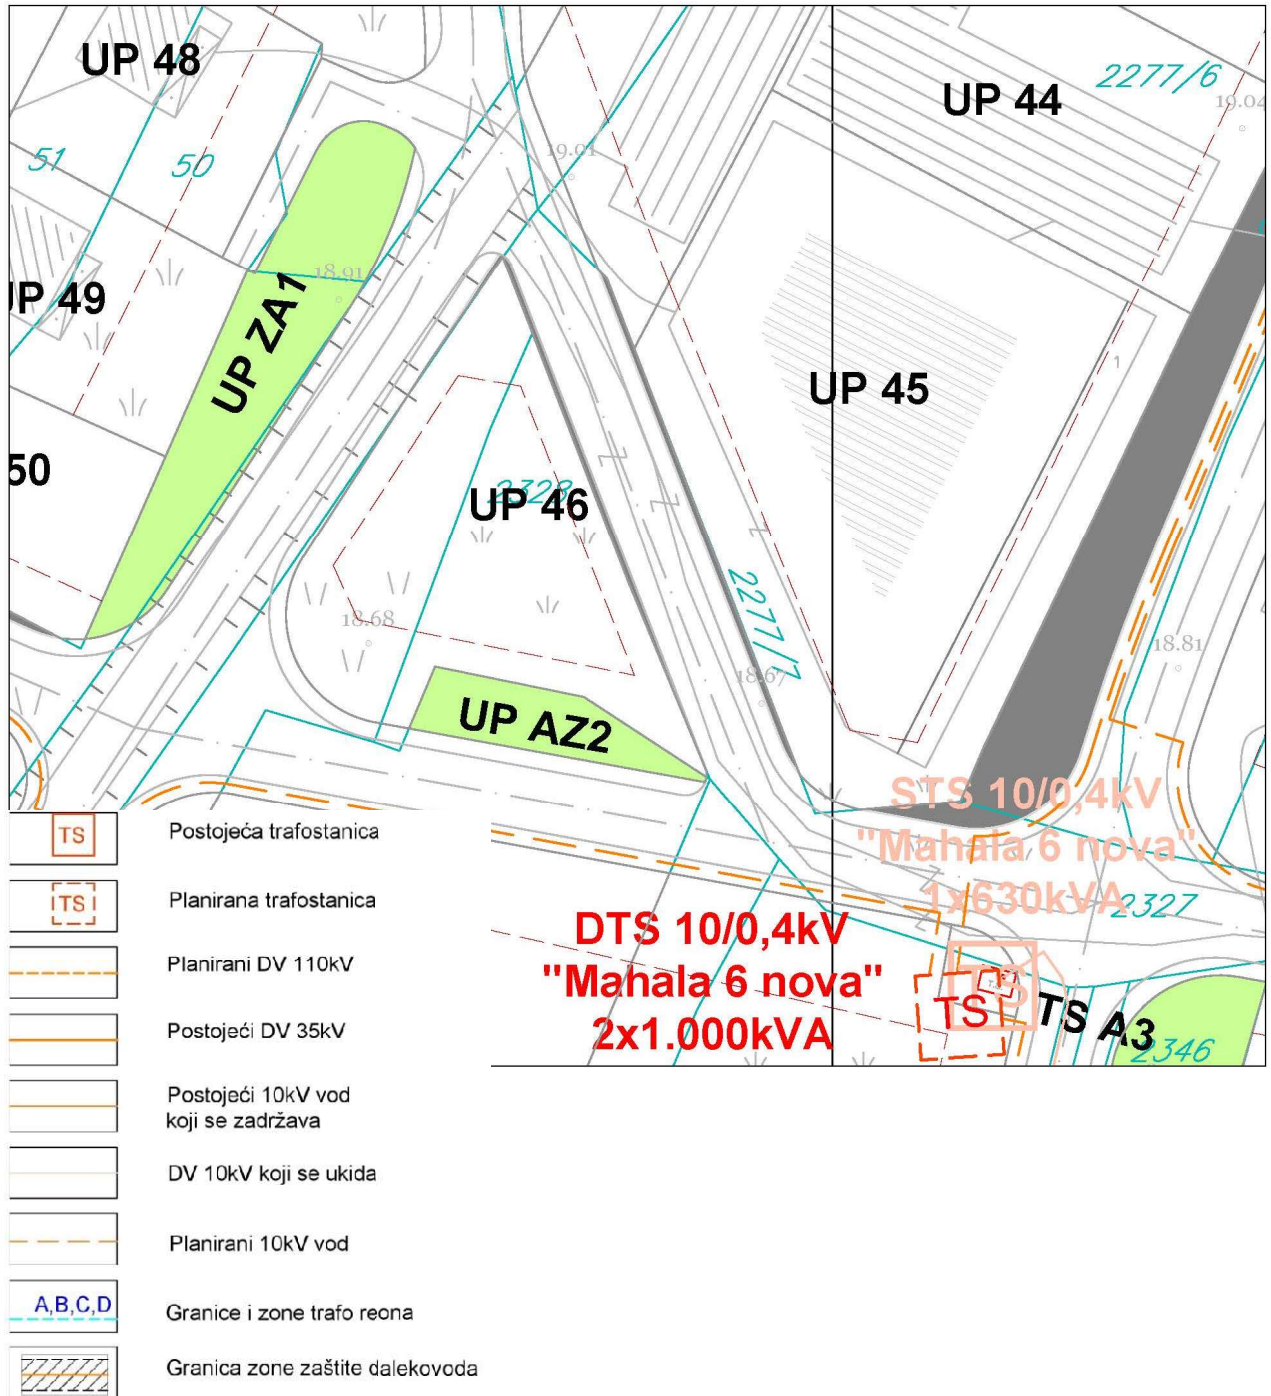 UP 48
2277/6
UP 44
19.04
19.01
51
50
18.91
UP ZA1
UP 49
UP 45
50
2328
UP 46
2277/7
18.68
18.81
18.67
UP AZ2
STS 10/0,4kV
"Mahala 6 nova"
1x630kVA
2327
DTS 10/0,4kV
"Mahala 6 nova"
2x1.000kVA
TS
TS
TS A3
2346
TS
Postojeća trafostanica
TS
Planirana trafostanica
Planirani DV 110kV
Postojeći DV 35kV
Postojeći 10kV vod
koji se zadržava
DV 10kV koji se ukida
Planirani 10kV vod
A,B,C,D
Granice i zone trafo reona
Granica zone zaštite dalekovoda